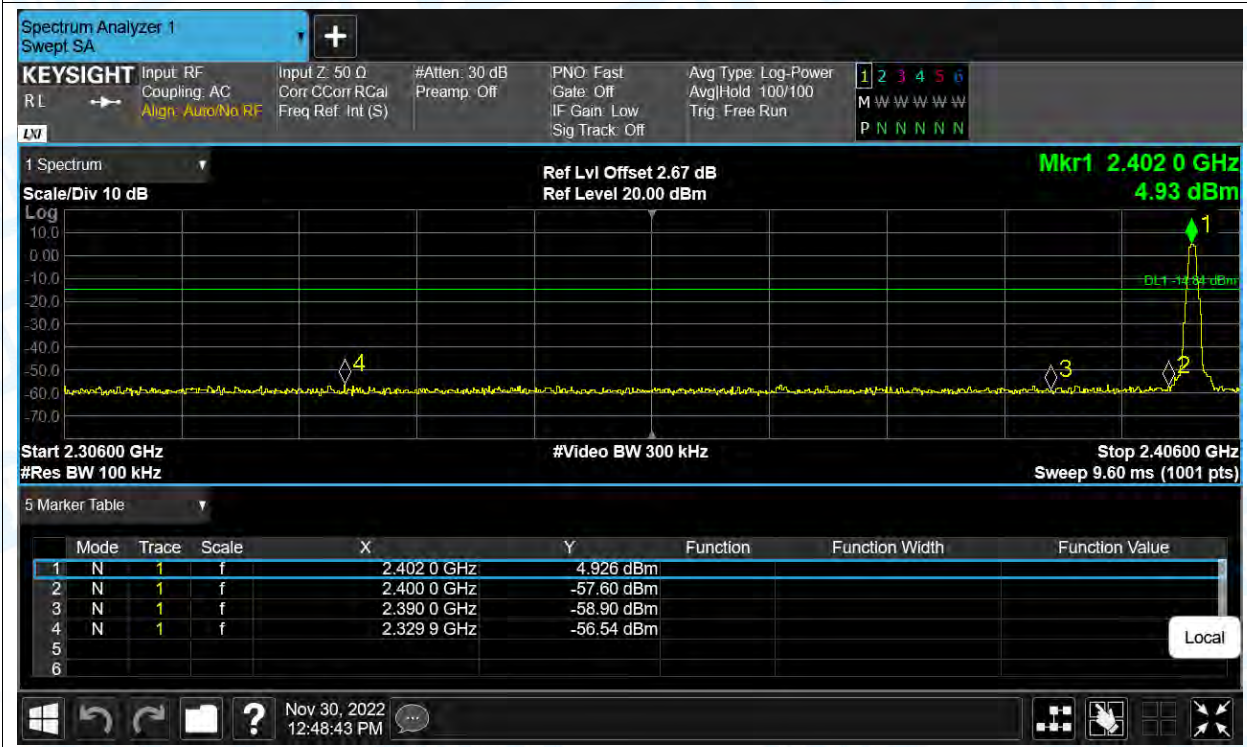 Spectrum Analyzer 1
Swept SA
+
KEYSIGHT Input: RF Input Z: 50 Ω #Atten: 30 dB PNO: Fast Avg Type: Log-Power 1 2 3 4 5 6
RL Coupling: AC Corr CCorr RCal Preamp: Off Gate: Off Avg|Hold: 100/100 M W W W W W
Align: Auto/No RF Freq Ref: Int (S) IF Gain: Low Trig: Free Run
LXI Sig Track: Off P N N N N N
1 Spectrum
Ref Lvl Offset 2.67 dB Mkr1 2.402 0 GHz
Scale/Div 10 dB Ref Level 20.00 dBm 4.93 dBm
Log
1
10.0
0.00
-10.0
DL1 -14.84 dBm
-20.0
-30.0
-40.0
4 3 2
-50.0
-60.0
-70.0
Start 2.30600 GHz #Video BW 300 kHz Stop 2.40600 GHz
#Res BW 100 kHz Sweep 9.60 ms (1001 pts)
5 Marker Table
Mode Trace Scale X Y Function Function Width Function Value
1 N 1 f 2.402 0 GHz 4.926 dBm
2 N 1 f 2.400 0 GHz -57.60 dBm
3 N 1 f 2.390 0 GHz -58.90 dBm
4 N 1 f 2.329 9 GHz -56.54 dBm
5
6
Local
? Nov 30, 2022
12:48:43 PM